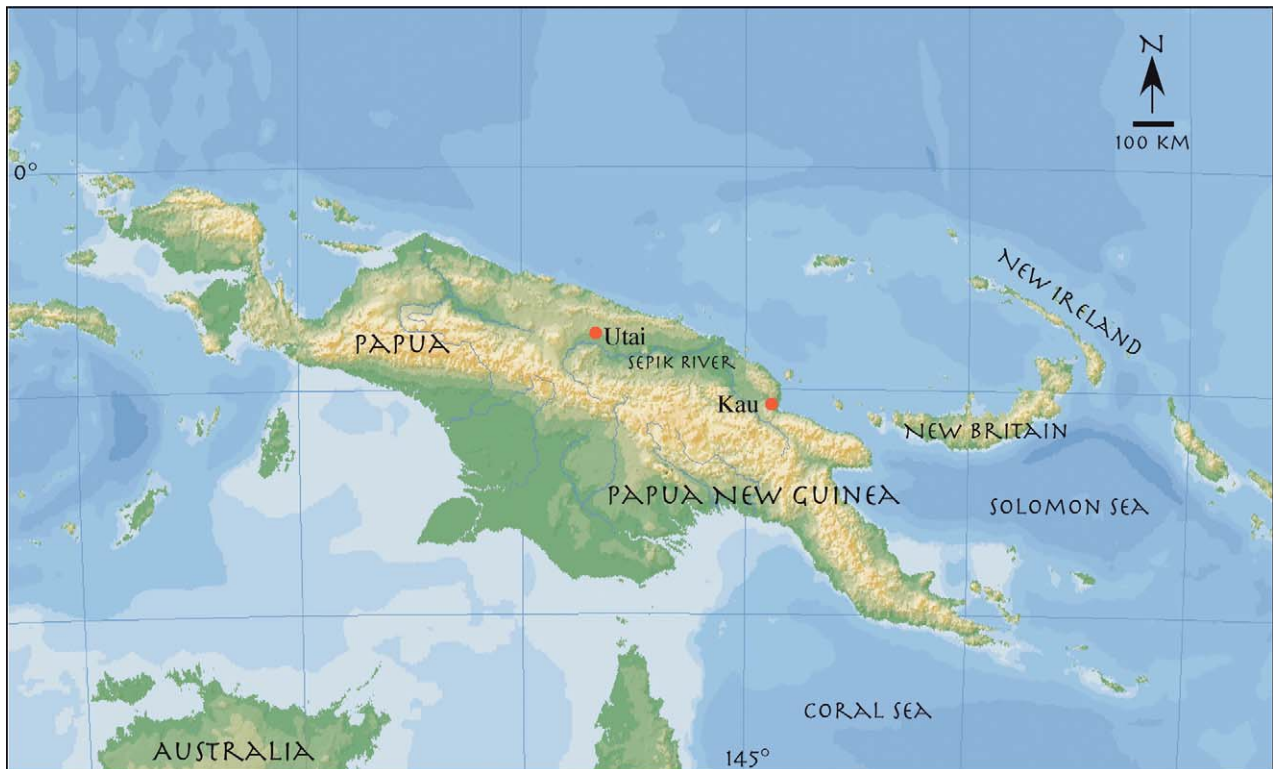 N
100 KM
0°
NEW IRELAND
Utai
PAPUA
SEPIK RIVER
Kau
NEW BRITAIN
PAPUA NEW GUINEA
SOLOMON SEA
CORAL SEA
AUSTRALIA
145°